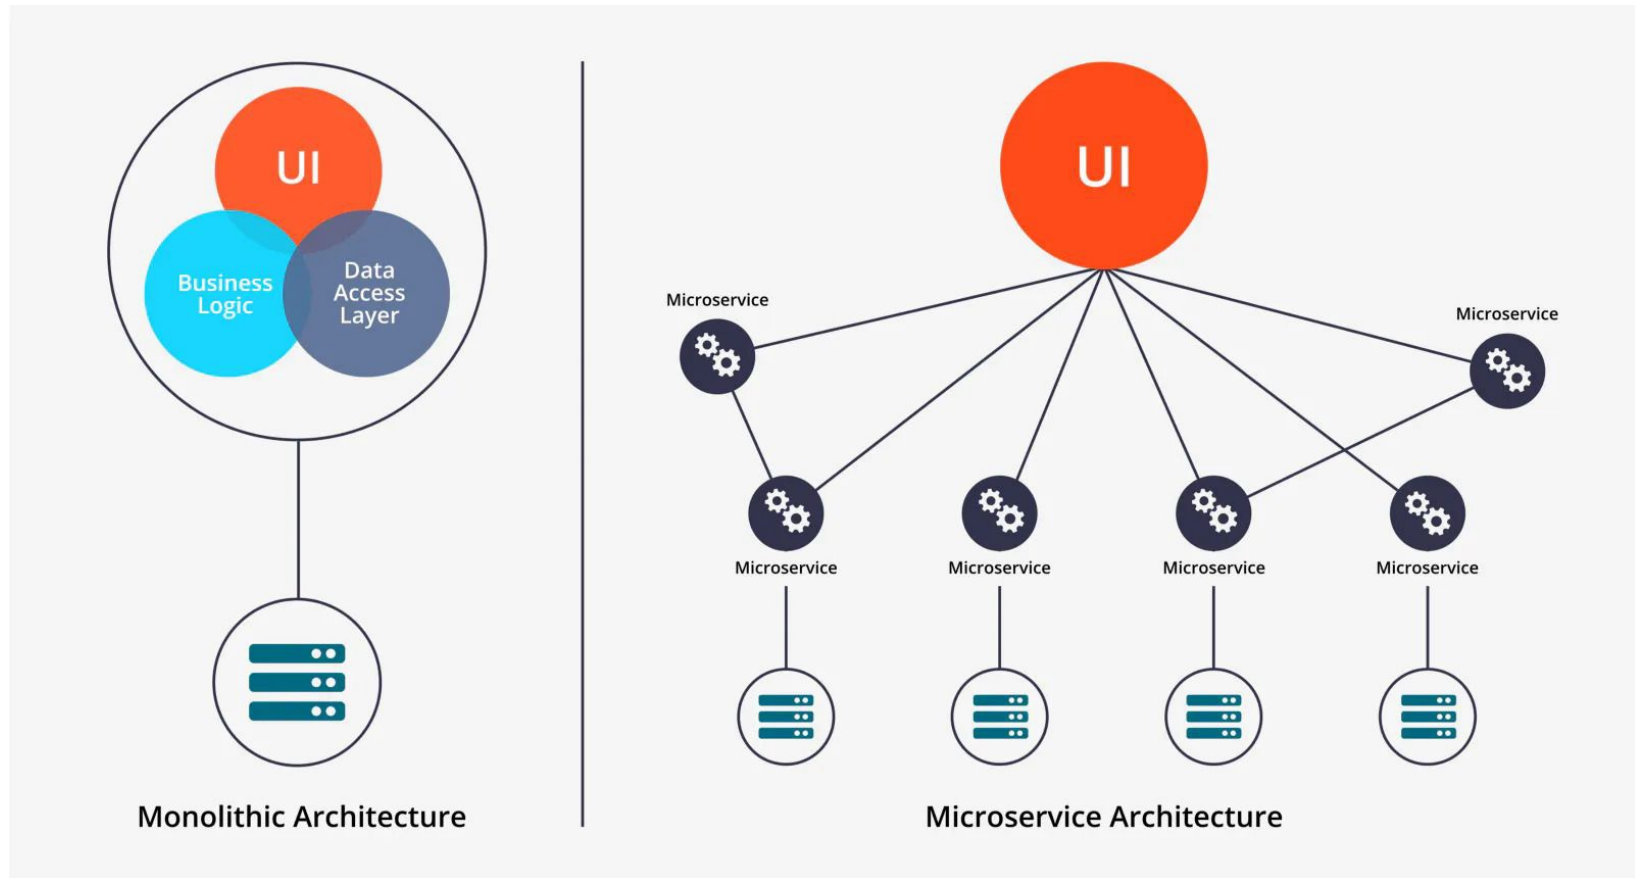 UI
Business
Logic
Data
Access
Layer
Monolithic Architecture
UI
Microservice
Microservice
Microservice
Microservice
Microservice
Microservice
Microservice Architecture